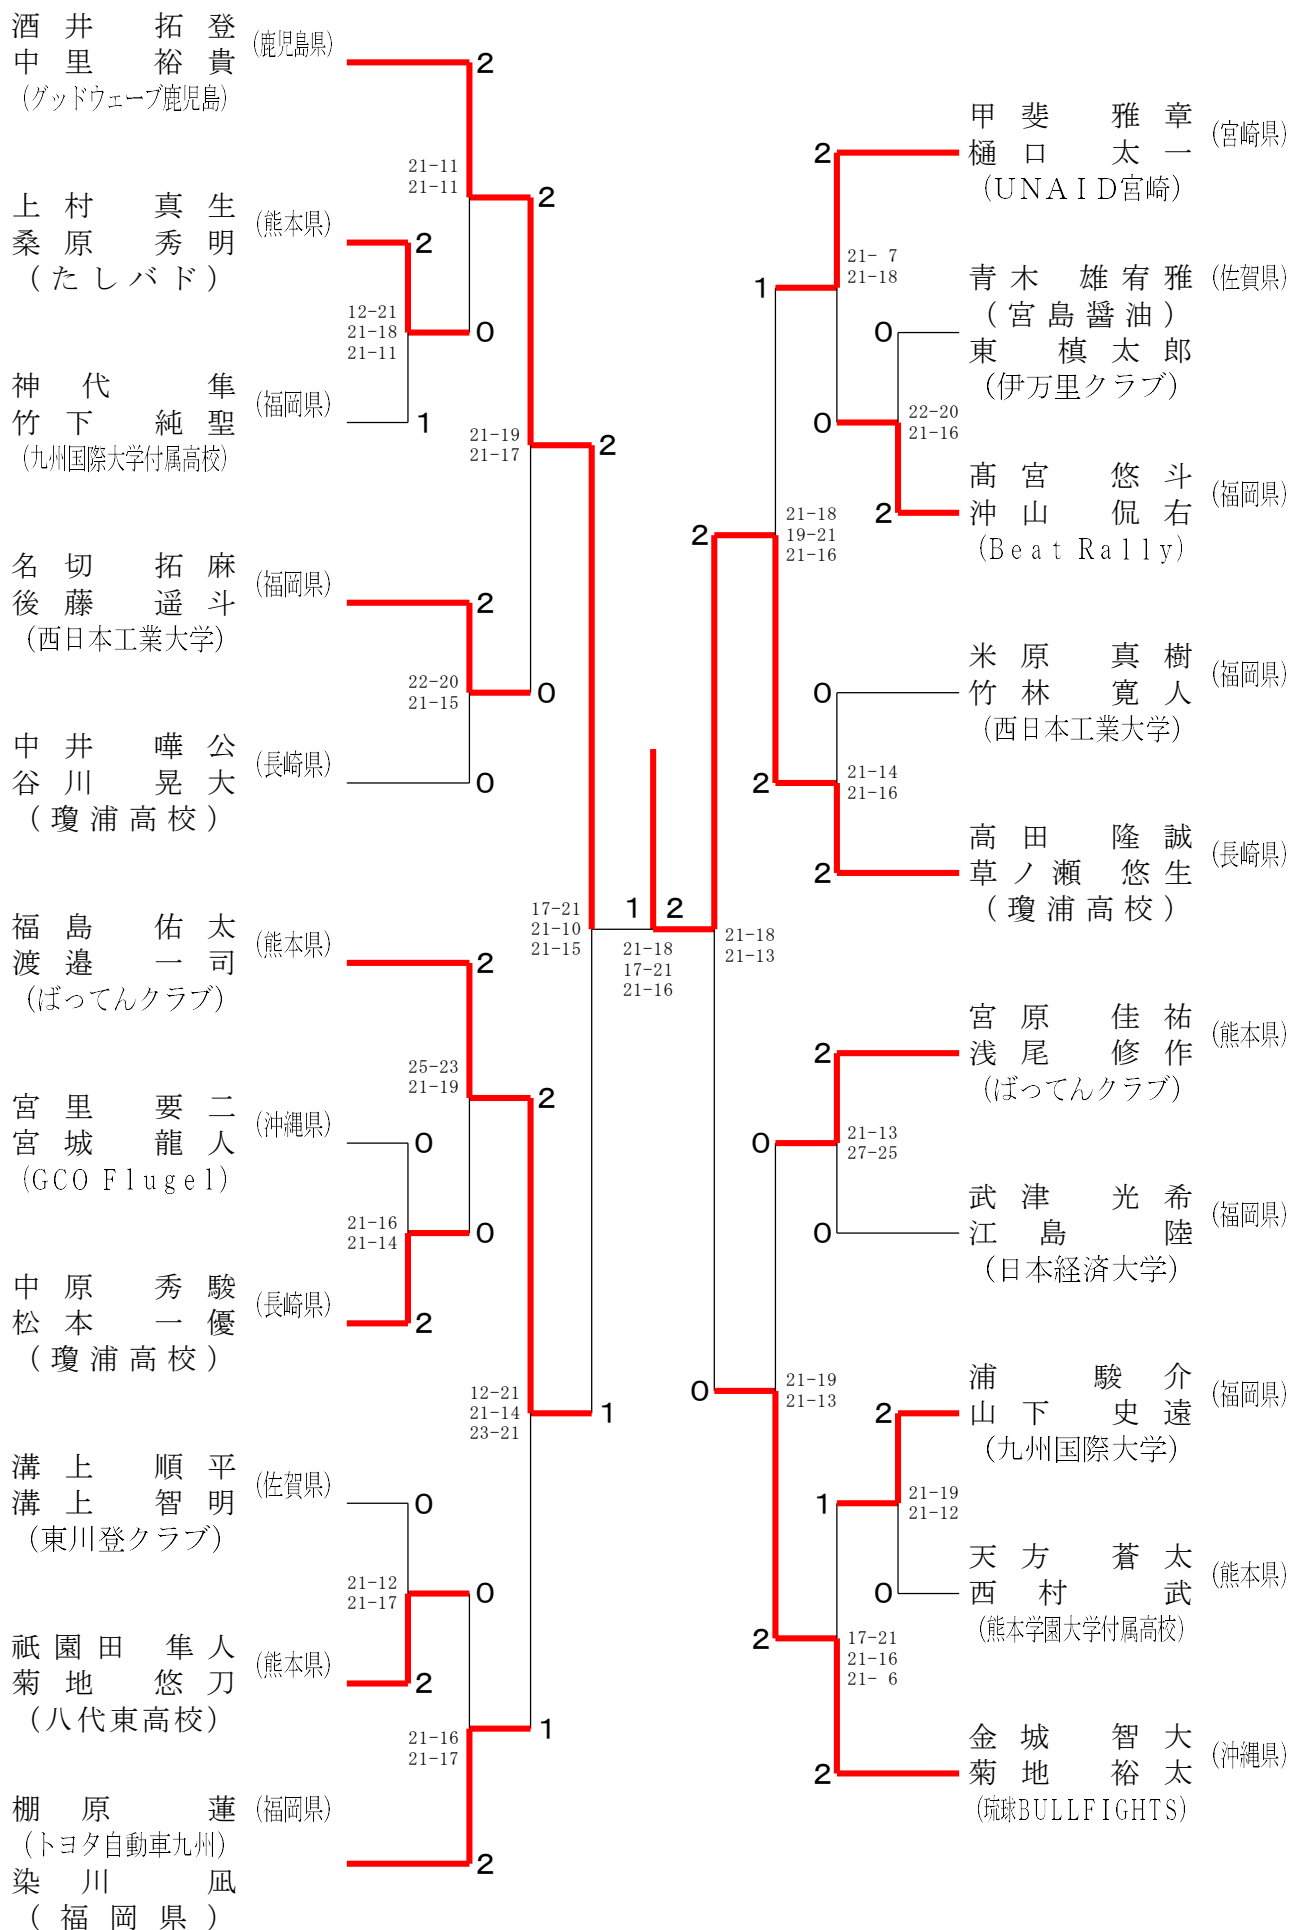 酒井 拓登 (鹿児島県)
中里 裕貴
(グッドウェーブ鹿児島)
2
21-11
21-11
2
上村 真生 (熊本県)
桑原 秀明
(たしバド)
2
12-21
21-18
21-11
0
神代 隼 (福岡県)
竹下 純聖
(九州国際大学付属高校)
1
21-19
21-17
2
名切 拓麻 (福岡県)
後藤 遥斗
(西日本工業大学)
2
22-20
21-15
0
中井 嘩公 (長崎県)
谷川 晃大
(瓊浦高校)
0
福島 佑太 (熊本県)
渡邉 一司
(ばってんクラブ)
2
17-21
21-10
21-15
25-23
21-19
2
宮里 要二 (沖縄県)
宮城 龍人
(GCO Flugel)
0
21-16
21-14
0
中原 秀駿 (長崎県)
松本 一優
(瓊浦高校)
2
12-21
21-14
23-21
1
溝上 順平 (佐賀県)
溝上 智明
(東川登クラブ)
0
21-12
21-17
0
祇園田 隼人 (熊本県)
菊地 悠刀
(八代東高校)
2
21-16
21-17
1
棚原 蓮 (福岡県)
(トヨタ自動車九州)
染川 凪
(福岡県)
2
1 2
21-18
17-21
21-16
甲斐 雅章 (宮崎県)
樋口 太一
(UNAID宮崎)
2
21- 7
21-18
1
青木 雄宥雅 (佐賀県)
(宮島醤油)
東 槙太郎
(伊万里クラブ)
0
22-20
21-16
0
髙宮 悠斗 (福岡県)
沖山 侃右
(Beat Rally)
2
21-18
19-21
21-16
2
米原 真樹 (福岡県)
竹林 寛人
(西日本工業大学)
0
21-14
21-16
2
高田 隆誠 (長崎県)
草ノ瀬 悠生
(瓊浦高校)
2
21-18
21-13
宮原 佳祐 (熊本県)
浅尾 修作
(ばってんクラブ)
2
21-13
27-25
0
武津 光希 (福岡県)
江島 陸
(日本経済大学)
0
21-19
21-13
0
浦 駿介 (福岡県)
山下 史遠
(九州国際大学)
2
21-19
21-12
1
天方 蒼太 (熊本県)
西村 武
(熊本学園大学付属高校)
0
17-21
21-16
21- 6
2
金城 智大 (沖縄県)
菊地 裕太
(琉球BULLFIGHTS)
2